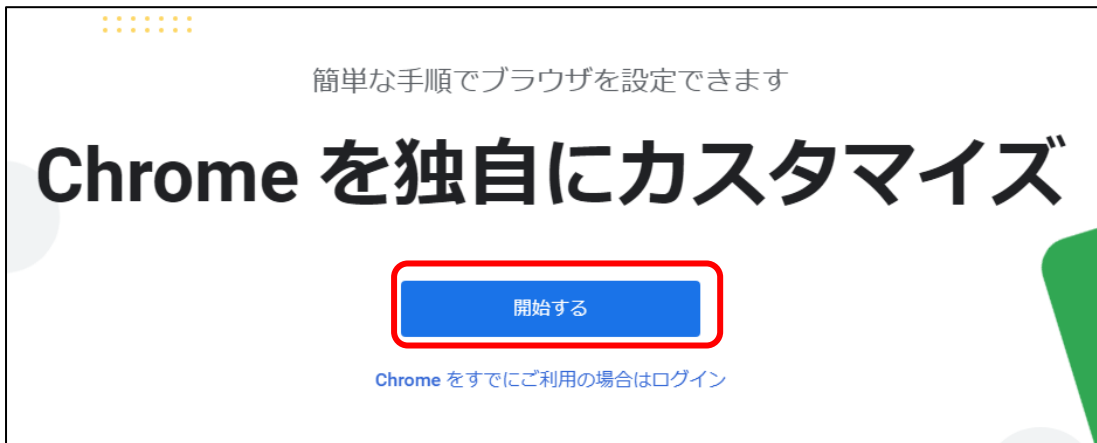 簡単な手順でブラウザを設定できます
Chrome を独自にカスタマイズ
開始する
Chrome をすでにご利用の場合はログイン